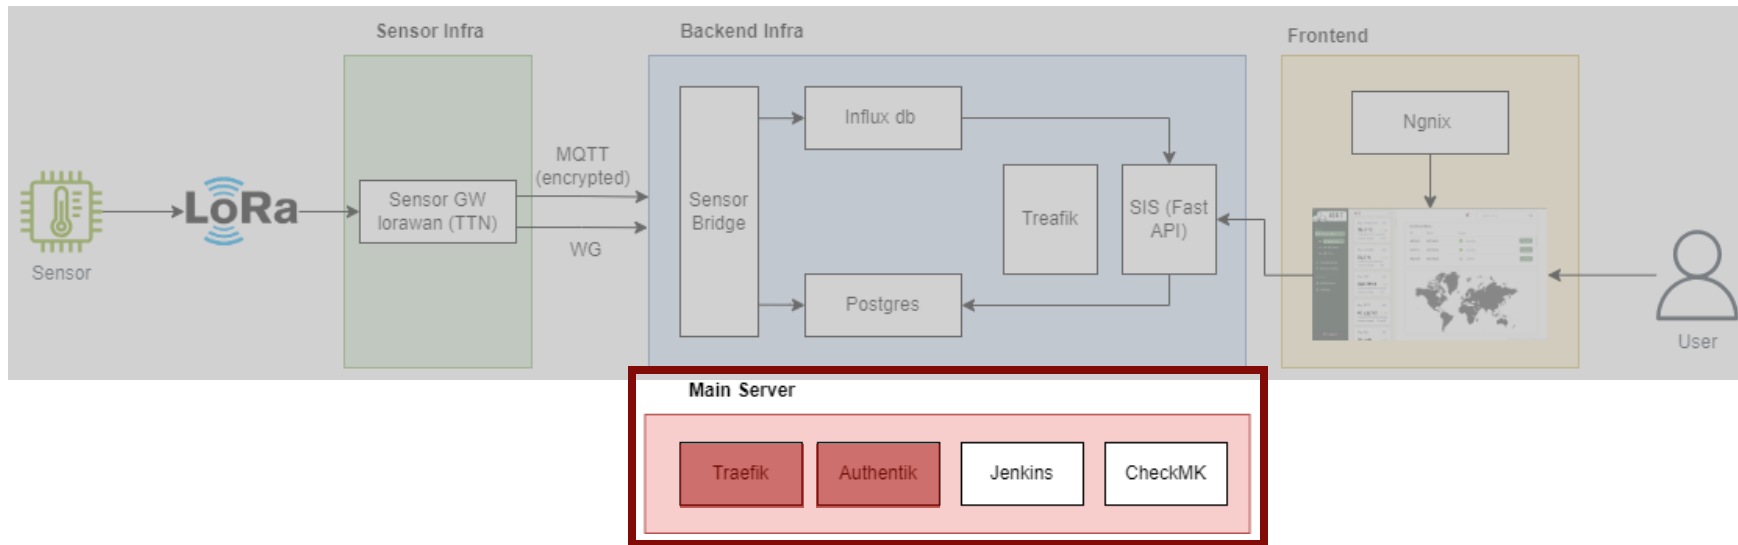 Sensor Infra
Backend Infra
Frontend
Sensor
LoRa
Sensor GW
lorawan (TTN)
MQTT
(encrypted)
WG
Sensor
Bridge
Influx db
Treafik
SIS (Fast
API)
Postgres
Ngnix
User
Main Server
Traefik
Authentik
Jenkins
CheckMK